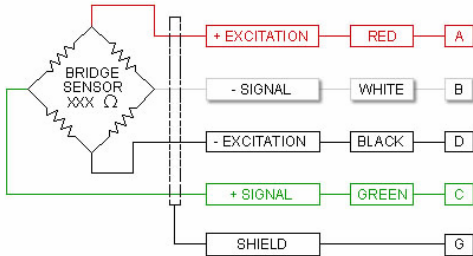 + EXCITATION RED A
BRIDGE
SENSOR
XXX Ω
- SIGNAL WHITE B
- EXCITATION BLACK D
+ SIGNAL GREEN C
SHIELD G